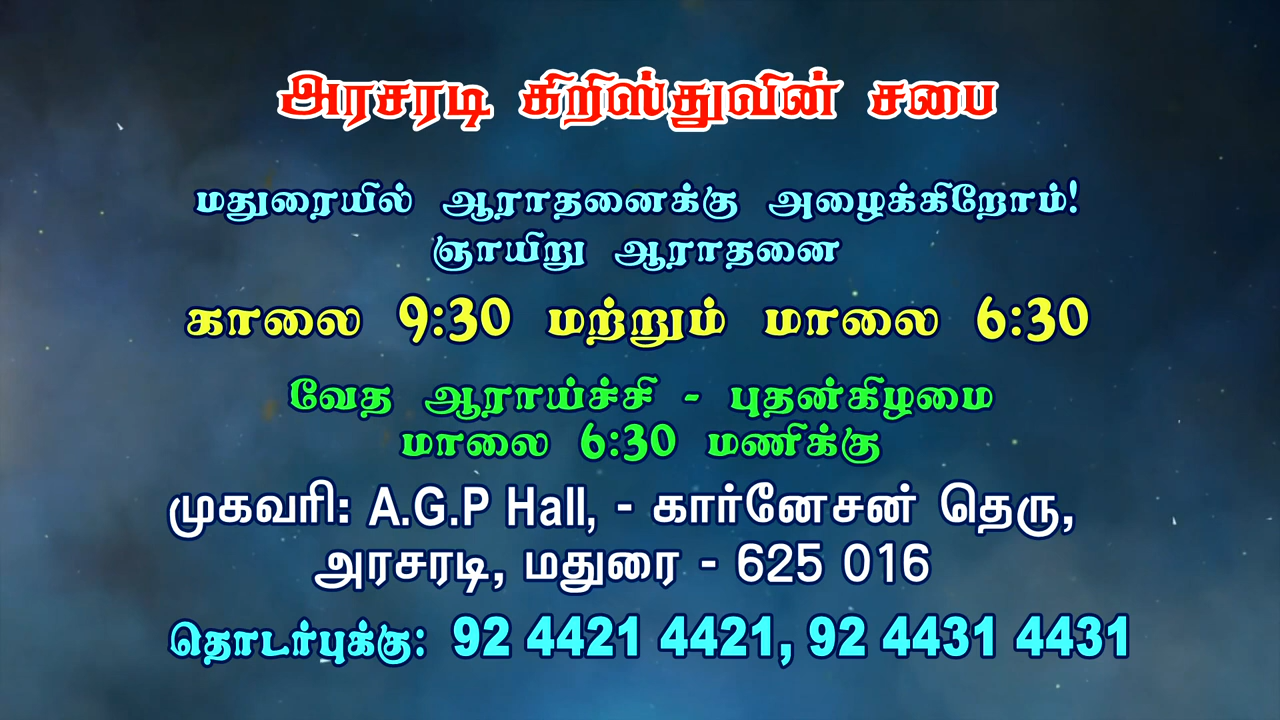 அரசரடி கிறிஸ்துவின் சபை
மதுரையில் ஆராதனைக்கு அழைக்கிறோம்!
ஞாயிறு ஆராதனை
காலை 9:30 மற்றும் மாலை 6:30
வேத ஆராய்ச்சி - புதன்கிழமை
மாலை 6:30 மணிக்கு
முகவரி: A.G.P Hall, - கார்னேசன் தெரு,
அரசரடி, மதுரை - 625 016
தொடர்புக்கு: 92 4421 4421, 92 4431 4431